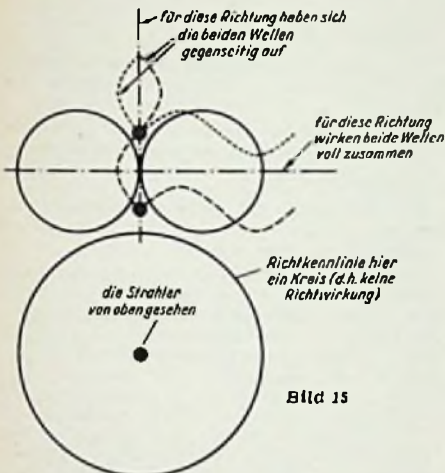 für diese Richtung haben sich
die beiden Wellen
gegenseitig auf
für diese Richtung
wirken beide Wellen
voll zusammen
Richtkennlinie hier
ein Kreis (d.h. keine
Richtwirkung)
die Strahler
von oben gesehen
Bild 15